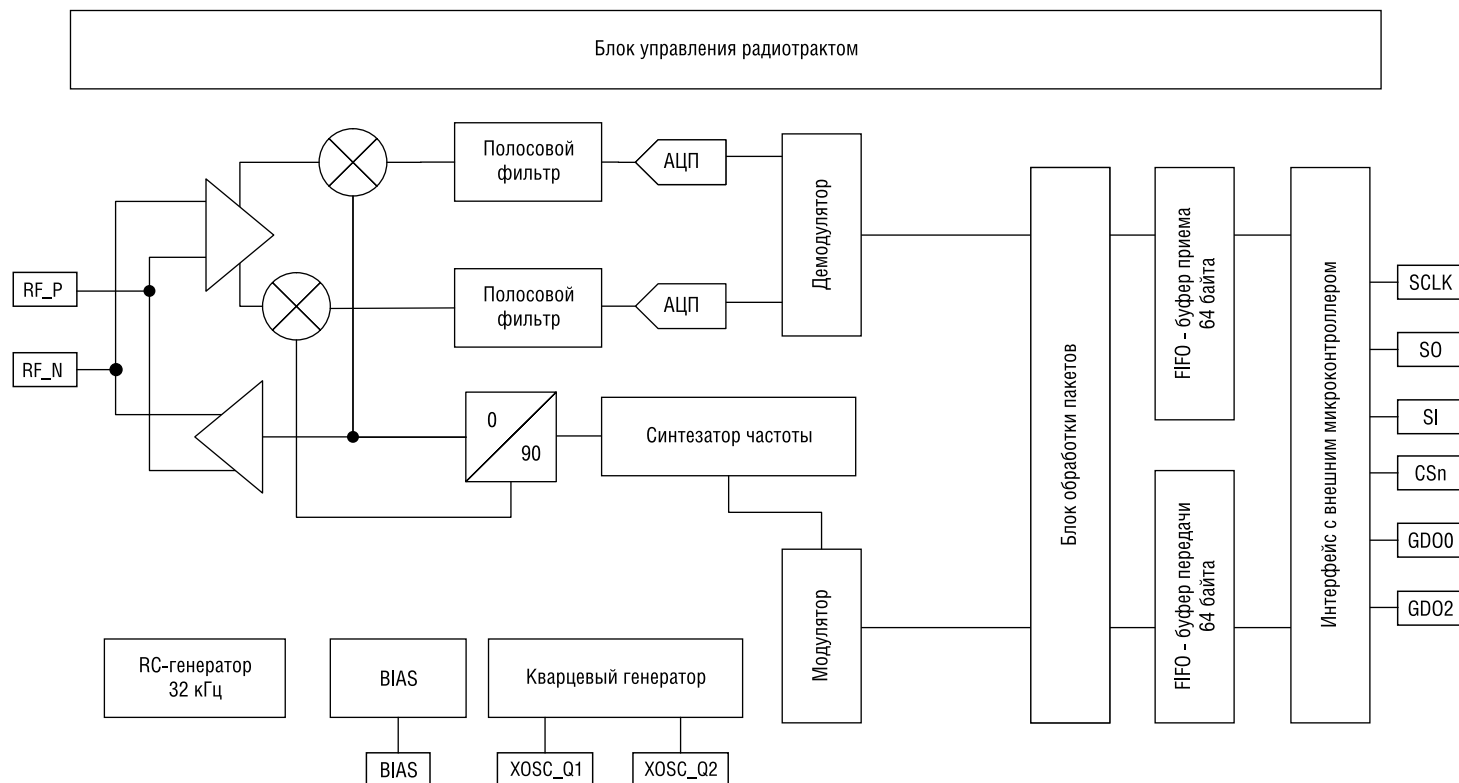 Блок управления радиотрактом
Полосовой
фильтр
АЦП
Демодулятор
Полосовой
фильтр
АЦП
RF_P
RF_N
0
90
Синтезатор частоты
Модулятор
Блок обработки пакетов
FIFO - буфер приема
64 байта
FIFO - буфер передачи
64 байта
Интерфейс с внешним микроконтроллером
SCLK
SO
SI
CSn
GDO0
GDO2
RC-генератор
32 кГц
BIAS
Кварцевый генератор
BIAS
XOSC_Q1
XOSC_Q2